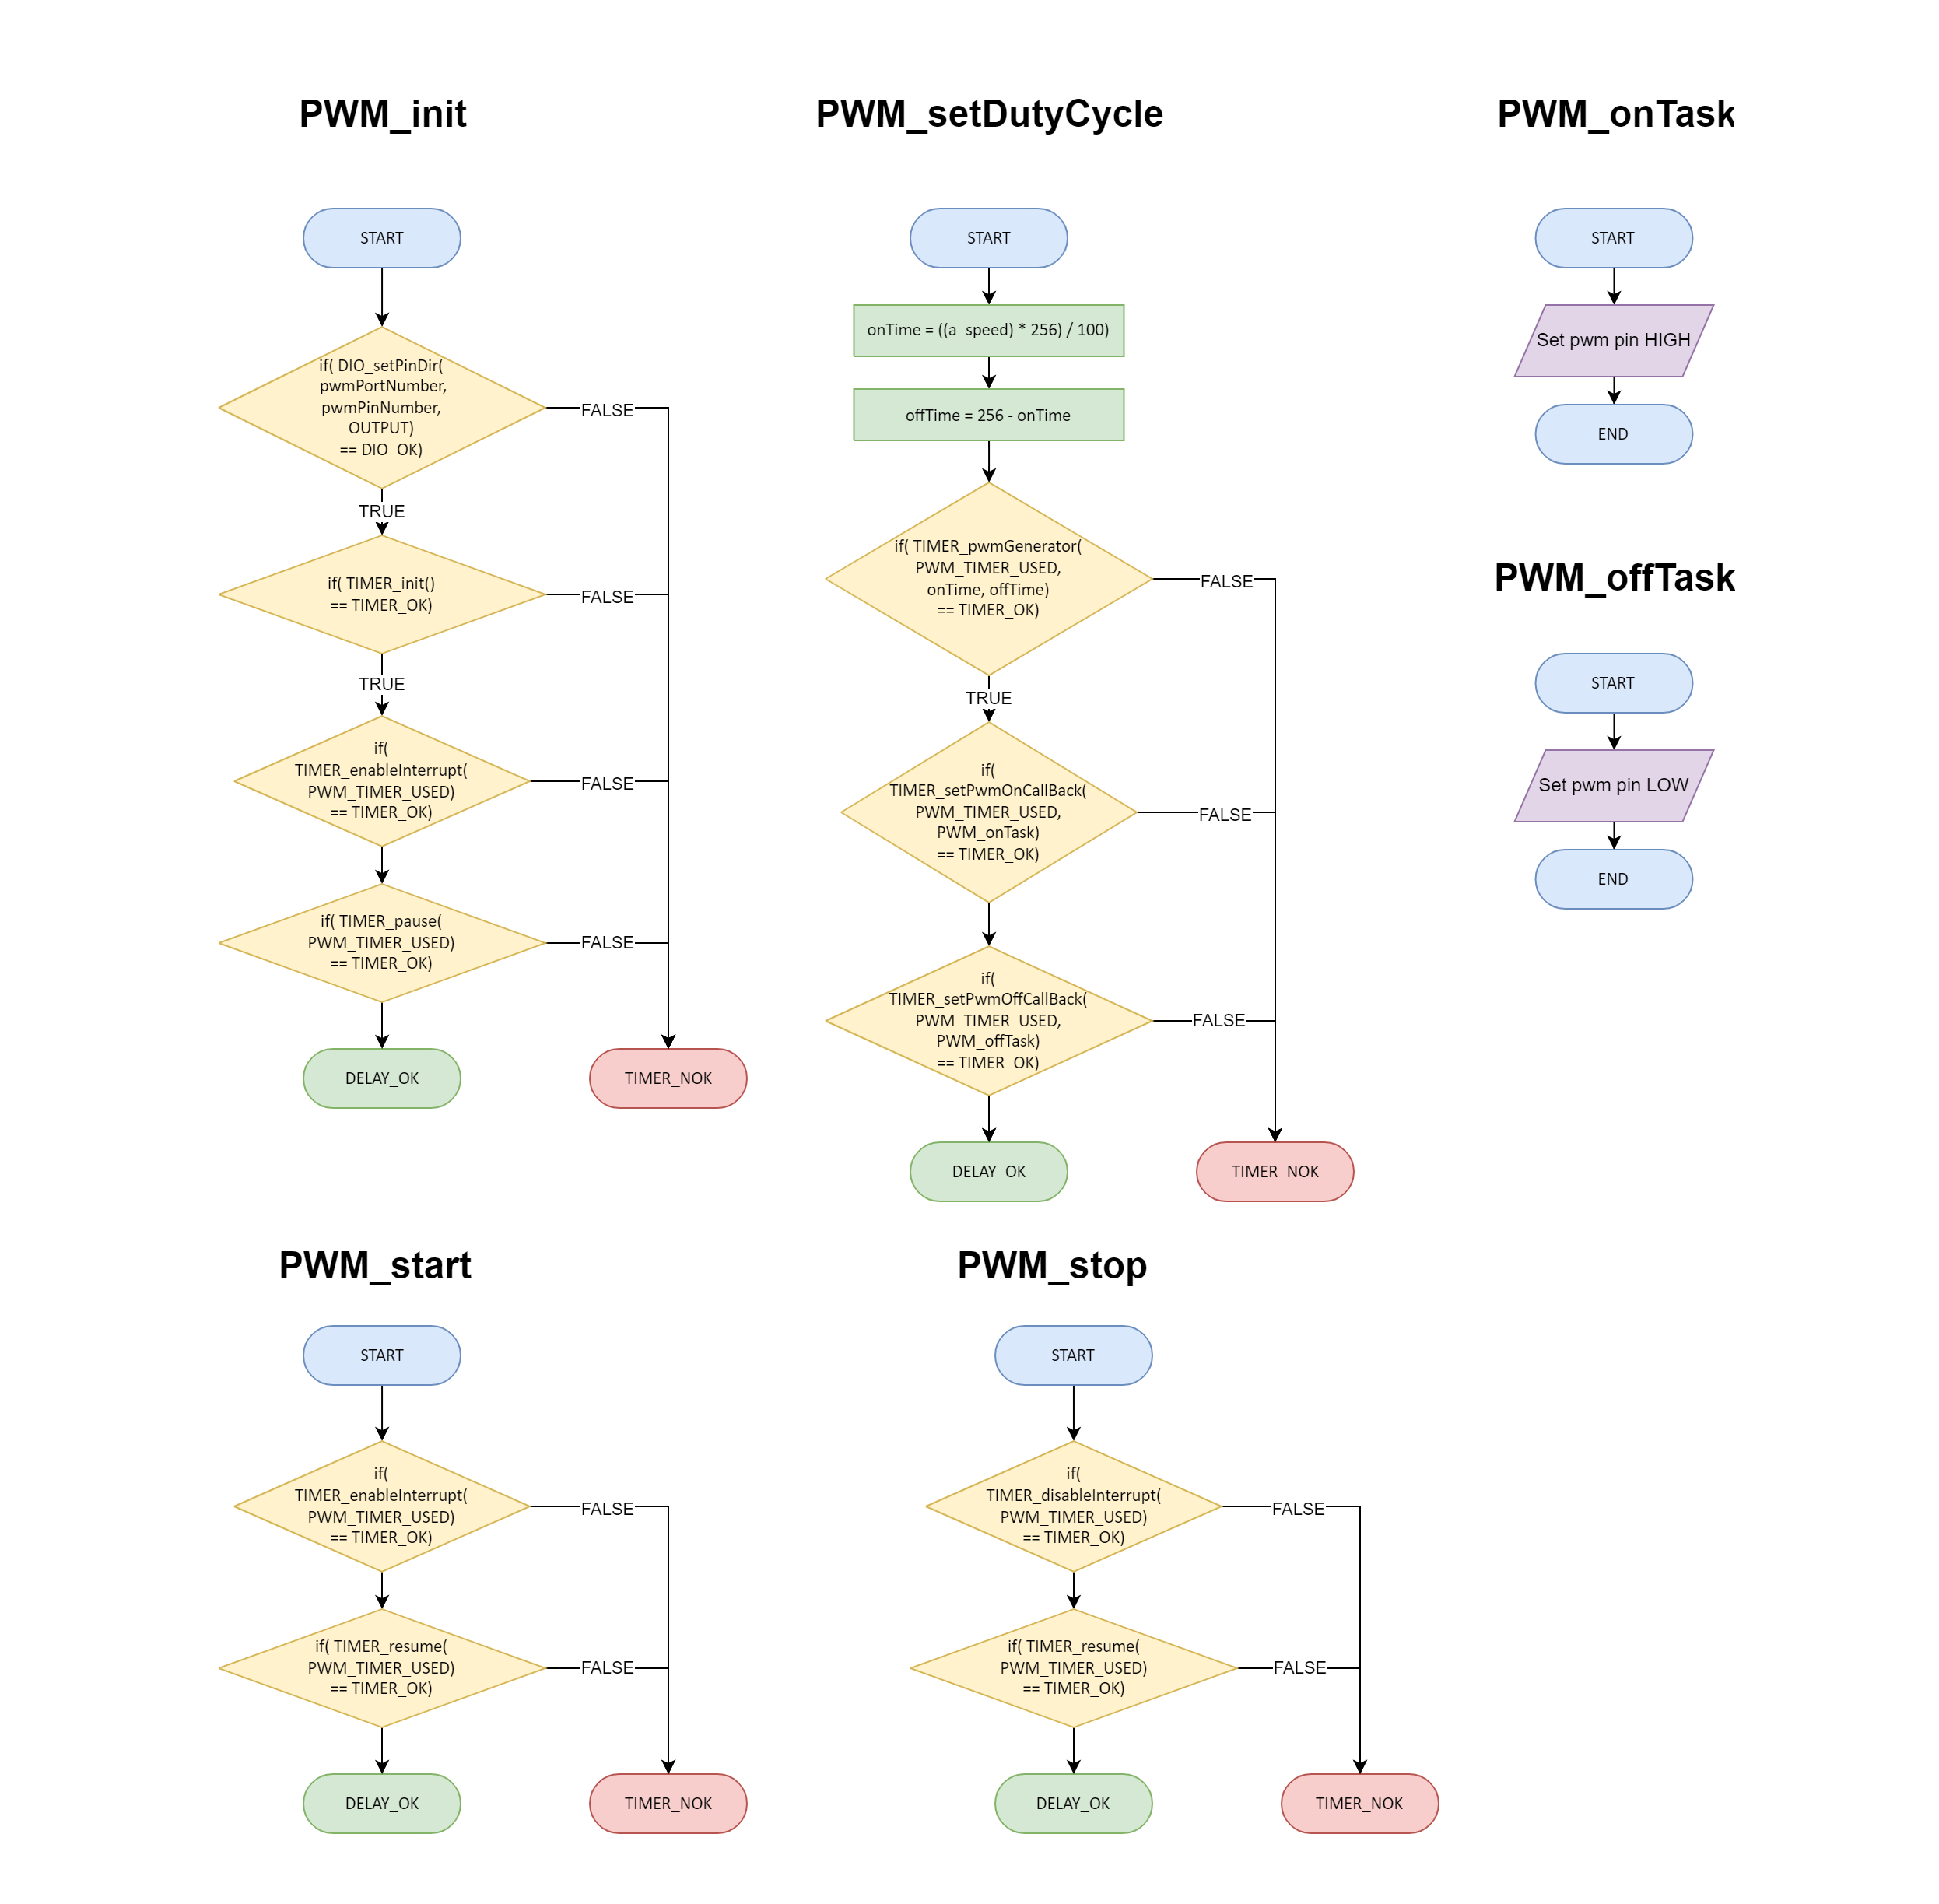 PWM_init
START
if( DIO_setPinDir(
pwmPortNumber,
pwmPinNumber,
OUTPUT)
== DIO_OK)
FALSE
TRUE
if( TIMER_init()
== TIMER_OK)
FALSE
TRUE
if(
TIMER_enableInterrupt(
PWM_TIMER_USED)
== TIMER_OK)
FALSE
if( TIMER_pause(
PWM_TIMER_USED)
== TIMER_OK)
FALSE
DELAY_OK
TIMER_NOK
PWM_setDutyCycle
START
onTime = ((a_speed) * 256) / 100)
offTime = 256 - onTime
if( TIMER_pwmGenerator(
PWM_TIMER_USED,
onTime, offTime)
== TIMER_OK)
FALSE
TRUE
if(
TIMER_setPwmOnCallBack(
PWM_TIMER_USED,
PWM_onTask)
== TIMER_OK)
FALSE
if(
TIMER_setPwmOffCallBack(
PWM_TIMER_USED,
PWM_offTask)
== TIMER_OK)
FALSE
DELAY_OK
TIMER_NOK
PWM_onTask
START
Set pwm pin HIGH
END
PWM_offTask
START
Set pwm pin LOW
END
PWM_start
START
if(
TIMER_enableInterrupt(
PWM_TIMER_USED)
== TIMER_OK)
FALSE
if( TIMER_resume(
PWM_TIMER_USED)
== TIMER_OK)
FALSE
DELAY_OK
TIMER_NOK
PWM_stop
START
if(
TIMER_disableInterrupt(
PWM_TIMER_USED)
== TIMER_OK)
FALSE
if( TIMER_resume(
PWM_TIMER_USED)
== TIMER_OK)
FALSE
DELAY_OK
TIMER_NOK